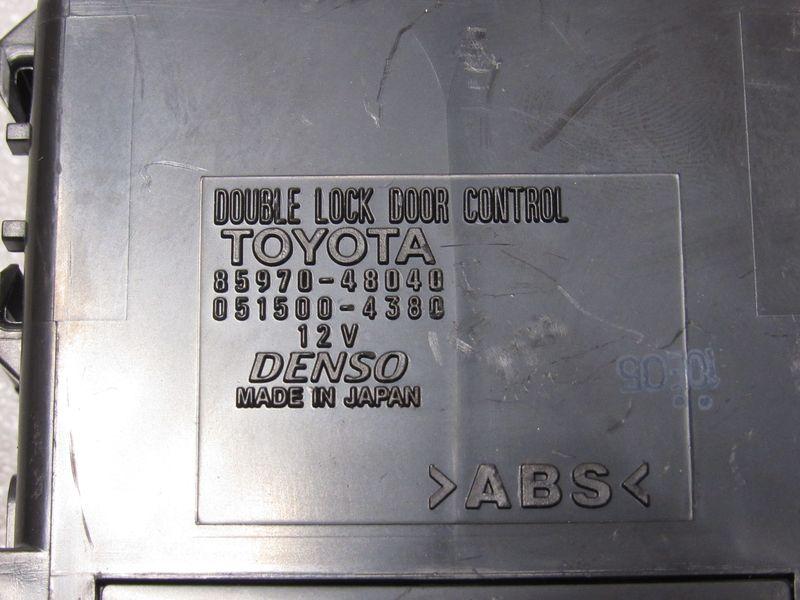 DOUBLE LOCK DOOR CONTROL
TOYOTA
85970-48040
051500-4380
12V
DENSO
MADE IN JAPAN
>ABS<